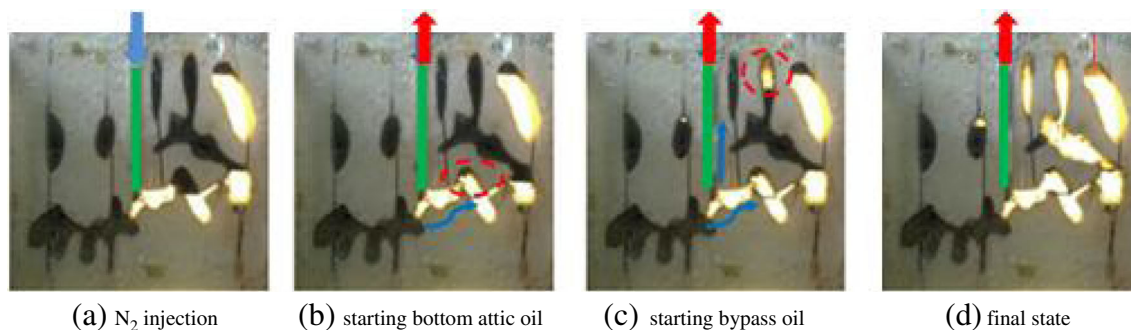 (a) N₂ injection
(b) starting bottom attic oil
(c) starting bypass oil
(d) final state